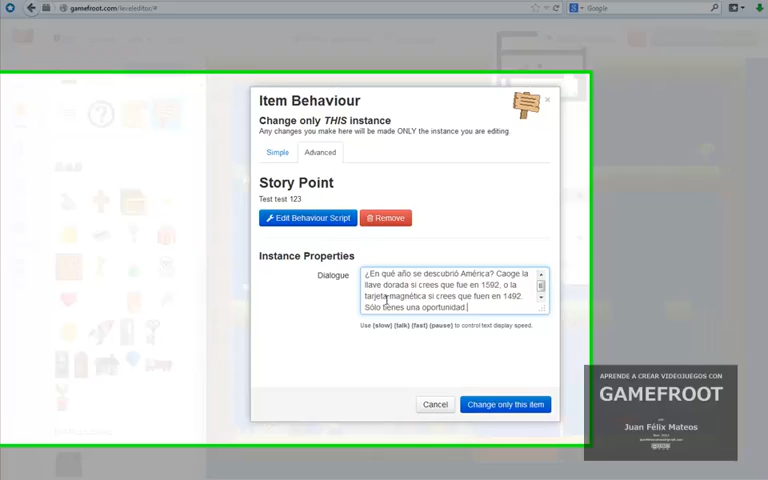 gamefroot.com/leveleditor/#
Google
Item Behaviour
Change only THIS instance
Any changes you make here will be made ONLY the instance you are editing.
Simple
Advanced
Story Point
Test test 123
Edit Behaviour Script
Remove
Instance Properties
Dialogue
¿En qué año se descubrió América? Caoge la
llave dorada si crees que fue en 1592, o la
tarjeta magnética si crees que fuen en 1492.
Sólo tienes una oportunidad.
Use {slow} {talk} {fast} {pause} to control text display speed.
Cancel
Change only this item
APRENDE A CREAR VIDEOJUEGOS CON
GAMEFROOT
por
Juan Félix Mateos